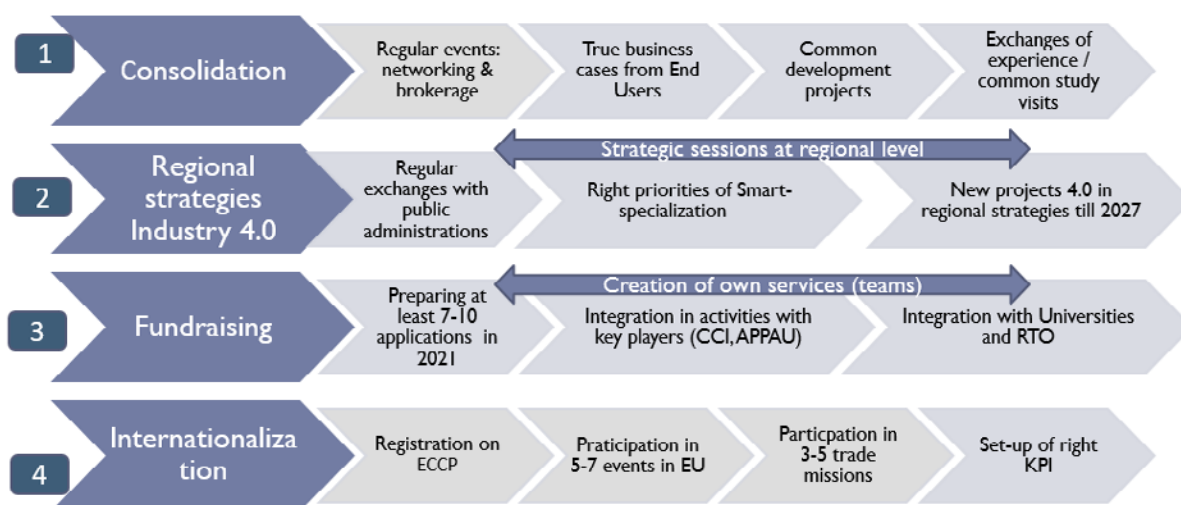 1
Consolidation
Regular events:
networking &
brokerage
True business
cases from End
Users
Common
development
projects
Exchanges of
experience /
common study
visits
Strategic sessions at regional level
2
Regional
strategies
Industry 4.0
Regular
exchanges with
public
administrations
Right priorities of Smart-
specialization
New projects 4.0 in
regional strategies till 2027
Creation of own services (teams)
3
Fundraising
Preparing at
least 7-10
applications in
2021
Integration in activities with
key players (CCI, APPAU)
Integration with Universities
and RTO
4
Internationaliza
tion
Registration on
ECCP
Praticipation in
5-7 events in EU
Particpation in
3-5 trade
missions
Set-up of right
KPI